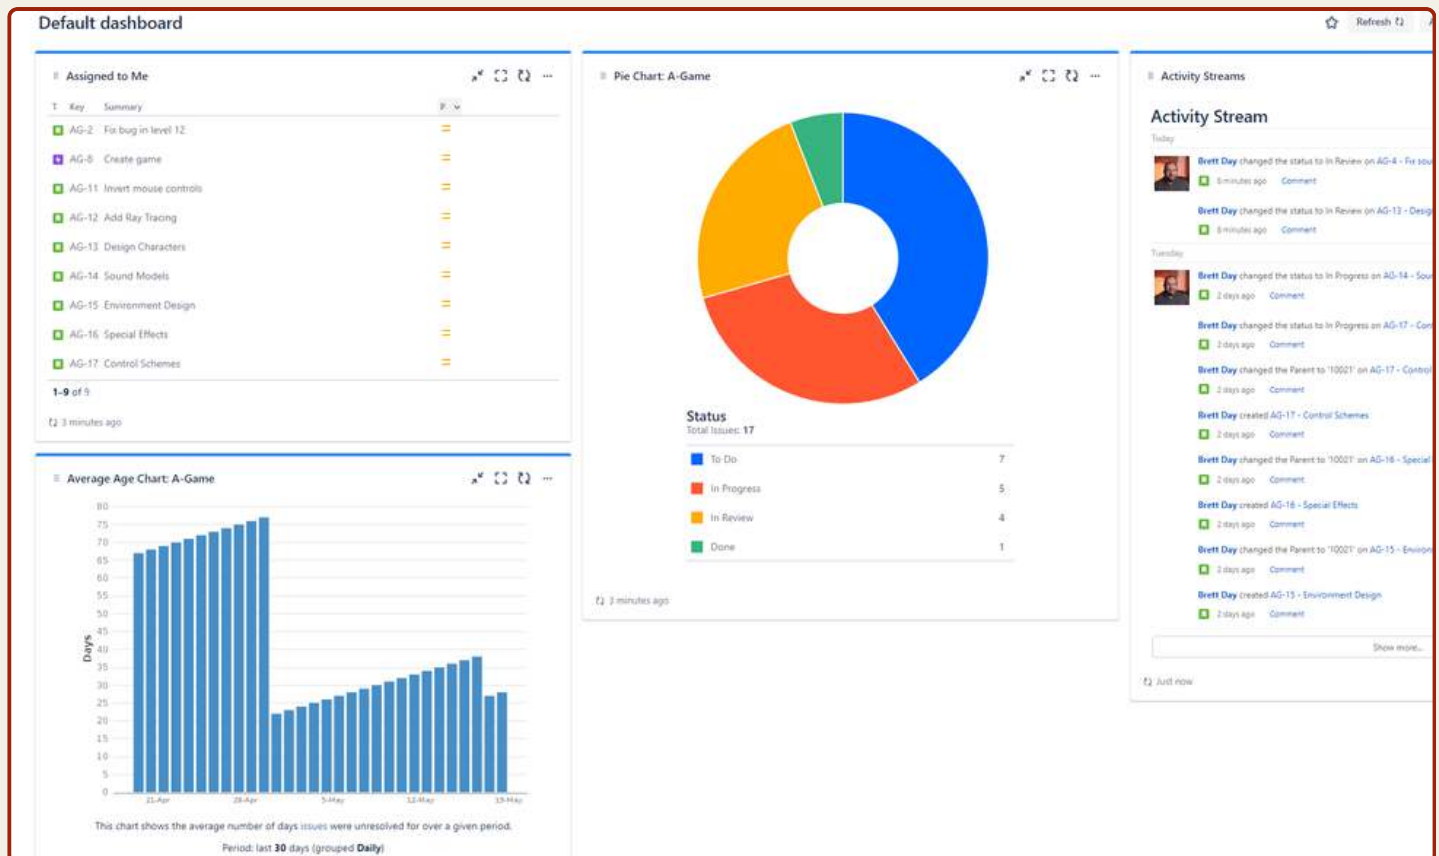 Default dashboard
Refresh
Assigned to Me
T Key Summary P
AG-2 Fix bug in level 12
AG-8 Create game
AG-11 Invert mouse controls
AG-12 Add Ray Tracing
AG-13 Design Characters
AG-14 Sound Models
AG-15 Environment Design
AG-16 Special Effects
AG-17 Control Schemes
1–9 of 9
3 minutes ago
Average Age Chart: A-Game
80
75
70
65
60
55
50
45
40
35
30
25
20
15
10
5
0
Days
21-Apr 28-Apr 5-May 12-May 19-May
This chart shows the average number of days issues were unresolved for over a given period.
Period: last 30 days (grouped Daily)
Pie Chart: A-Game
Status
Total Issues: 17
To Do 7
In Progress 5
In Review 4
Done 1
3 minutes ago
Activity Streams
Activity Stream
Today
Brett Day changed the status to In Review on AG-4 - Fix sou
6 minutes ago Comment
Brett Day changed the status to In Review on AG-13 - Desig
6 minutes ago Comment
Tuesday
Brett Day changed the status to In Progress on AG-14 - Sou
2 days ago Comment
Brett Day changed the status to In Progress on AG-17 - Con
2 days ago Comment
Brett Day changed the Parent to '10021' on AG-17 - Control
2 days ago Comment
Brett Day created AG-17 - Control Schemes
2 days ago Comment
Brett Day changed the Parent to '10021' on AG-16 - Special
2 days ago Comment
Brett Day created AG-16 - Special Effects
2 days ago Comment
Brett Day changed the Parent to '10021' on AG-15 - Environ
2 days ago Comment
Brett Day created AG-15 - Environment Design
2 days ago Comment
Show more...
Just now